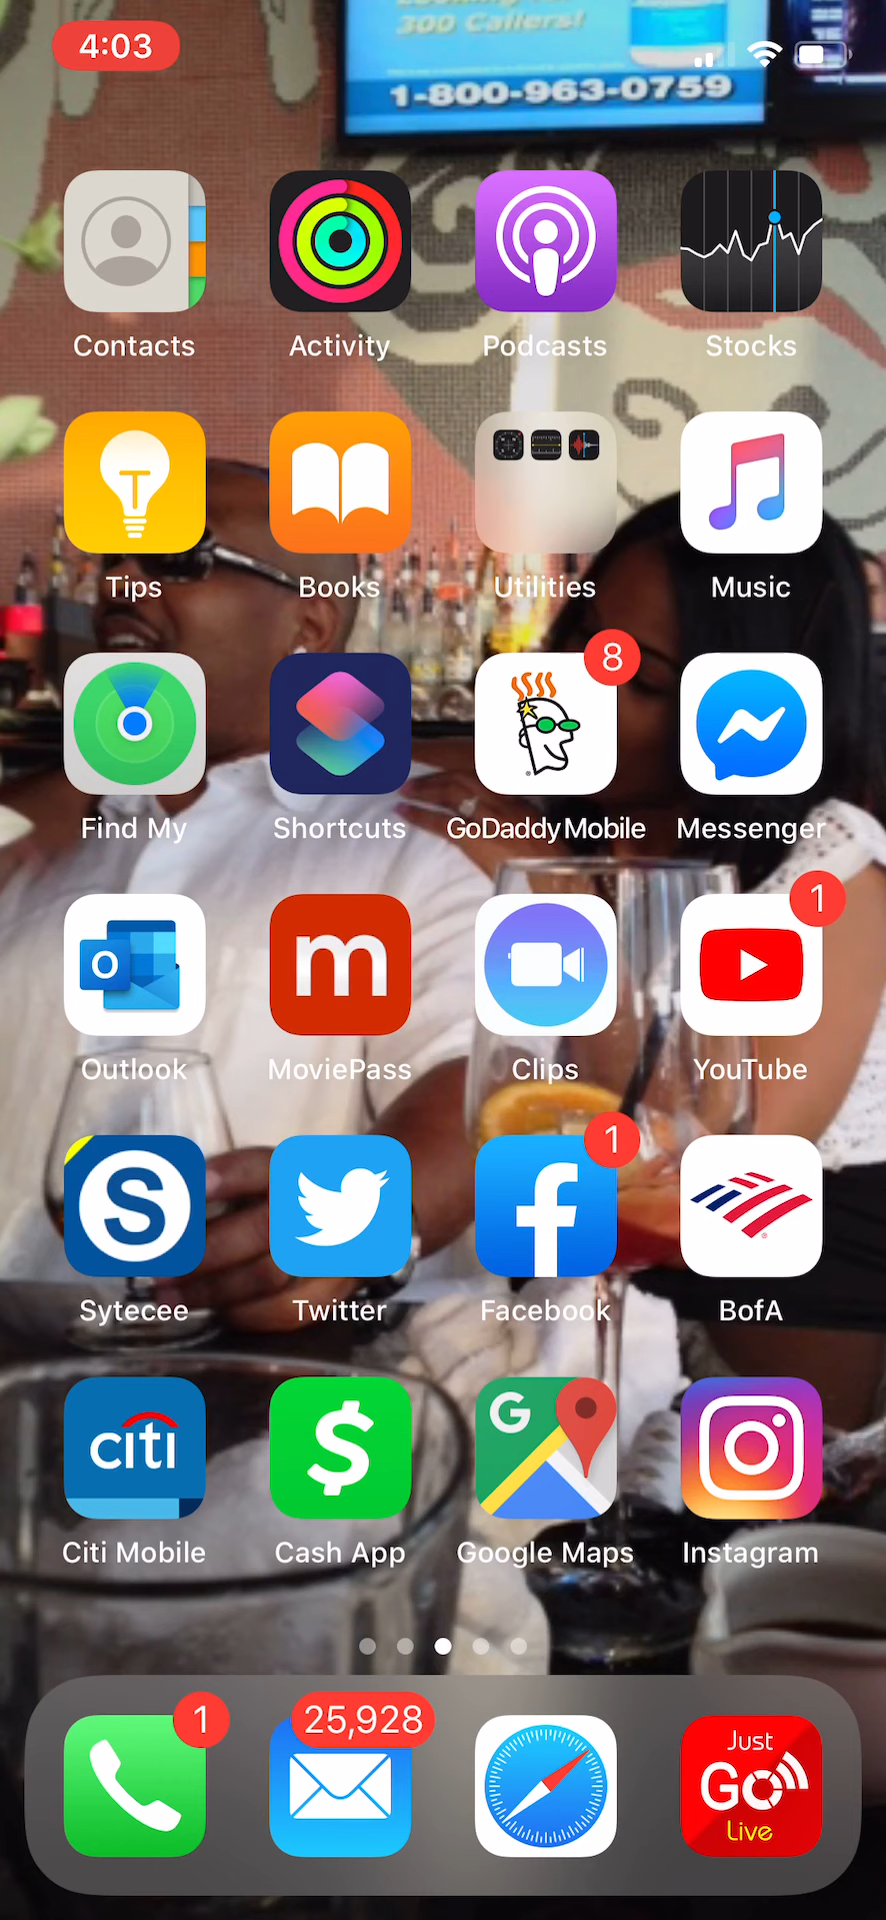 300 Callers!
4:03
1-800-963-0759
Contacts
Activity
Podcasts
Stocks
Tips
Books
Utilities
Music
8
Find My
Shortcuts
GoDaddy Mobile
Messenger
1
O
m
Outlook
MoviePass
Clips
YouTube
1
S
f
Sytecee
Twitter
Facebook
BofA
citi
$
G
Citi Mobile
Cash App
Google Maps
Instagram
1
25,928
Just
GO
Live